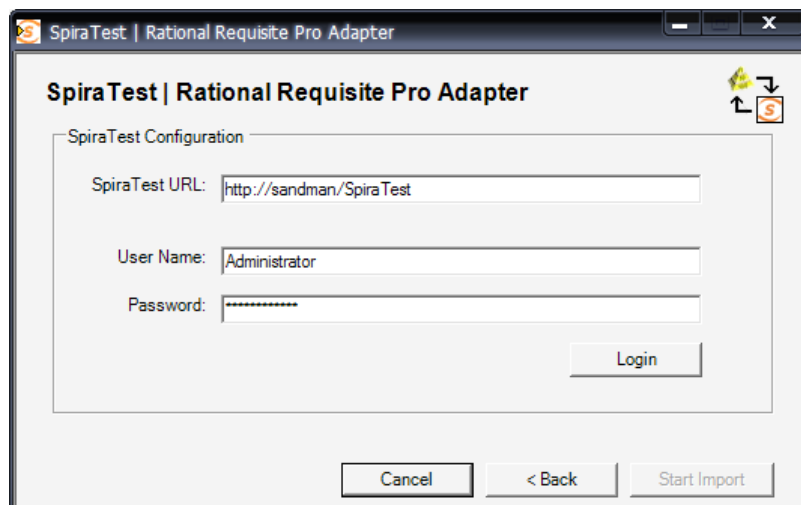 SpiraTest | Rational Requisite Pro Adapter
SpiraTest | Rational Requisite Pro Adapter
SpiraTest Configuration
SpiraTest URL: http://sandman/SpiraTest
User Name: Administrator
Password: ************
Login
Cancel < Back Start Import